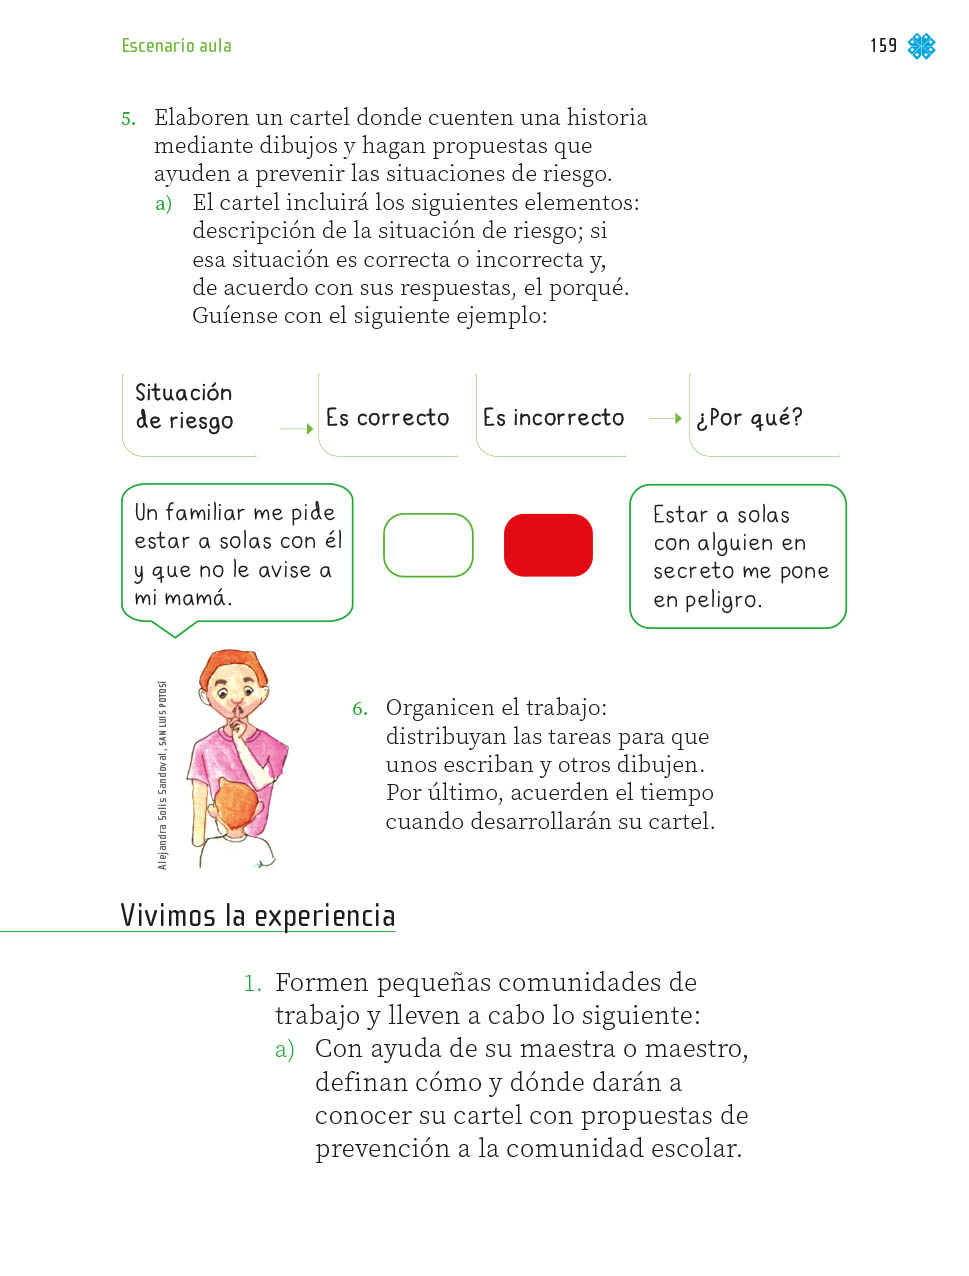 Escenario aula
159
5. Elaboren un cartel donde cuenten una historia
mediante dibujos y hagan propuestas que
ayuden a prevenir las situaciones de riesgo.
a) El cartel incluirá los siguientes elementos:
descripción de la situación de riesgo; si
esa situación es correcta o incorrecta y,
de acuerdo con sus respuestas, el porqué.
Guíense con el siguiente ejemplo:
Situación
de riesgo
Es correcto
Es incorrecto
¿Por qué?
Un familiar me pide
estar a solas con él
y que no le avise a
mi mamá.
Estar a solas
con alguien en
secreto me pone
en peligro.
Alejandra Solís Sandoval, SAN LUIS POTOSÍ
6. Organicen el trabajo:
distribuyan las tareas para que
unos escriban y otros dibujen.
Por último, acuerden el tiempo
cuando desarrollarán su cartel.
Vivimos la experiencia
1. Formen pequeñas comunidades de
trabajo y lleven a cabo lo siguiente:
a) Con ayuda de su maestra o maestro,
definan cómo y dónde darán a
conocer su cartel con propuestas de
prevención a la comunidad escolar.